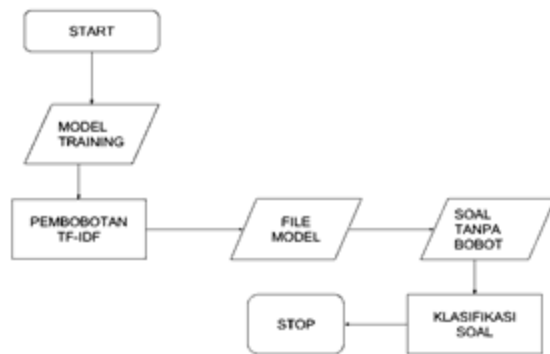 START
MODEL
TRAINING
PEMBOBOTAN
TF-IDF
FILE
MODEL
SOAL
TANPA
BOBOT
KLASIFIKASI
SOAL
STOP